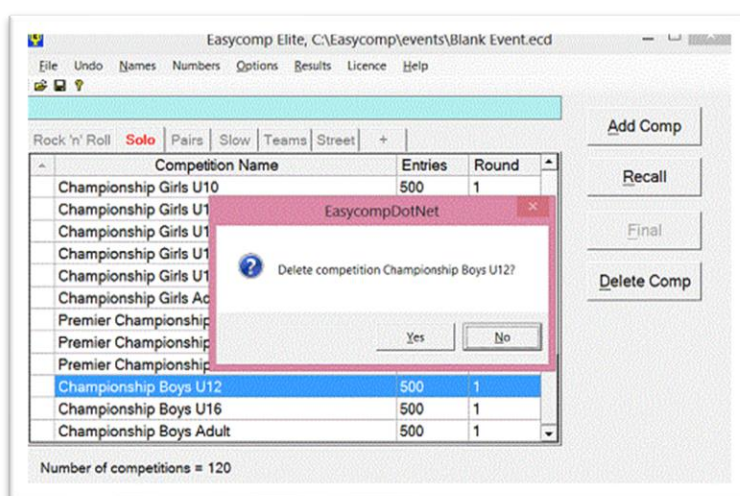 Easycomp Elite, C:\Easycomp\events\Blank Event.ecd
File Undo Names Numbers Options Results Licence Help
Rock 'n' Roll Solo Pairs Slow Teams Street +
Competition Name Entries Round
Championship Girls U10 500 1
Championship Girls U1
Championship Girls U1
Championship Girls U1
Championship Girls U1
Championship Girls Ad
Premier Championship
Premier Championship
Premier Championship
Championship Boys U12 500 1
Championship Boys U16 500 1
Championship Boys Adult 500 1
Number of competitions = 120
EasycompDotNet
Delete competition Championship Boys U12?
Yes No
Add Comp
Recall
Final
Delete Comp